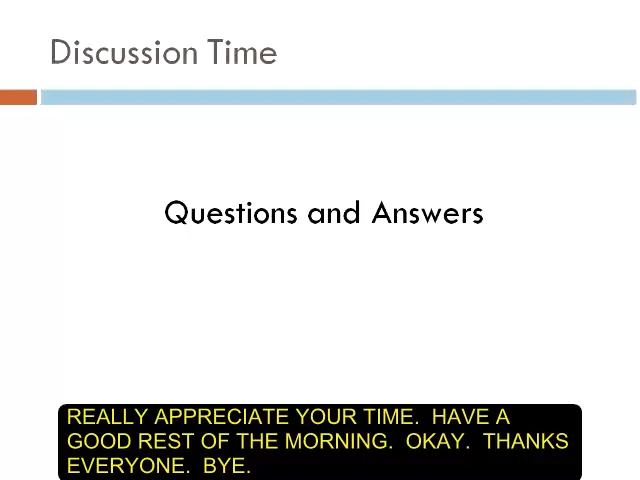 Discussion Time
Questions and Answers
REALLY APPRECIATE YOUR TIME.  HAVE A
GOOD REST OF THE MORNING.  OKAY.  THANKS
EVERYONE.  BYE.